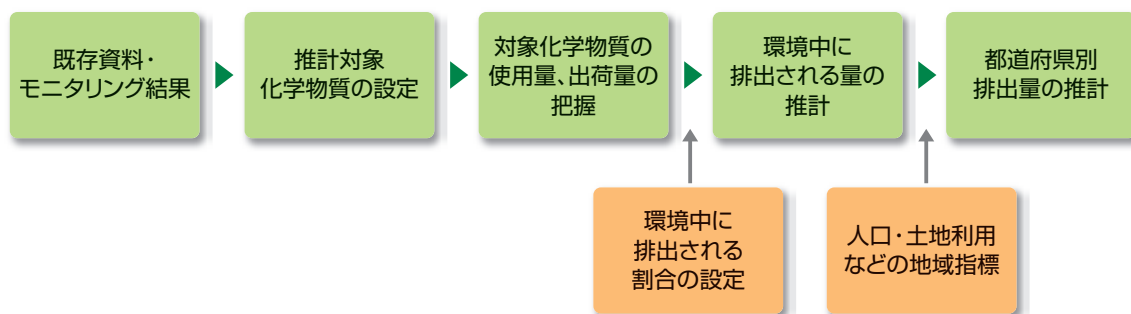 既存資料・
モニタリング結果
推計対象
化学物質の設定
対象化学物質の
使用量、出荷量の
把握
環境中に
排出される量の
推計
都道府県別
排出量の推計
環境中に
排出される
割合の設定
人口・土地利用
などの地域指標